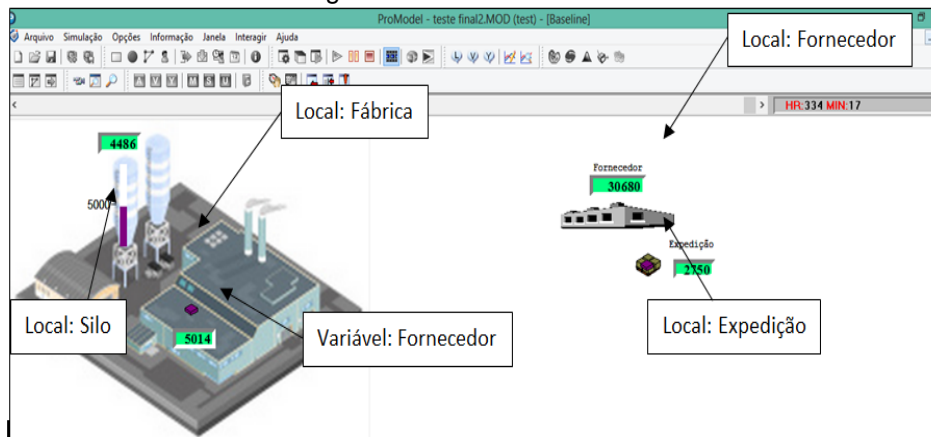 ProModel - teste final2.MOD (test) - [Baseline]
Arquivo Simulação Opções Informação Janela Interagir Ajuda
HR:334 MIN:17
Local: Fornecedor
Local: Fábrica
4486
5000
Fornecedor
30680
Expedição
2750
Local: Silo
5014
Variável: Fornecedor
Local: Expedição